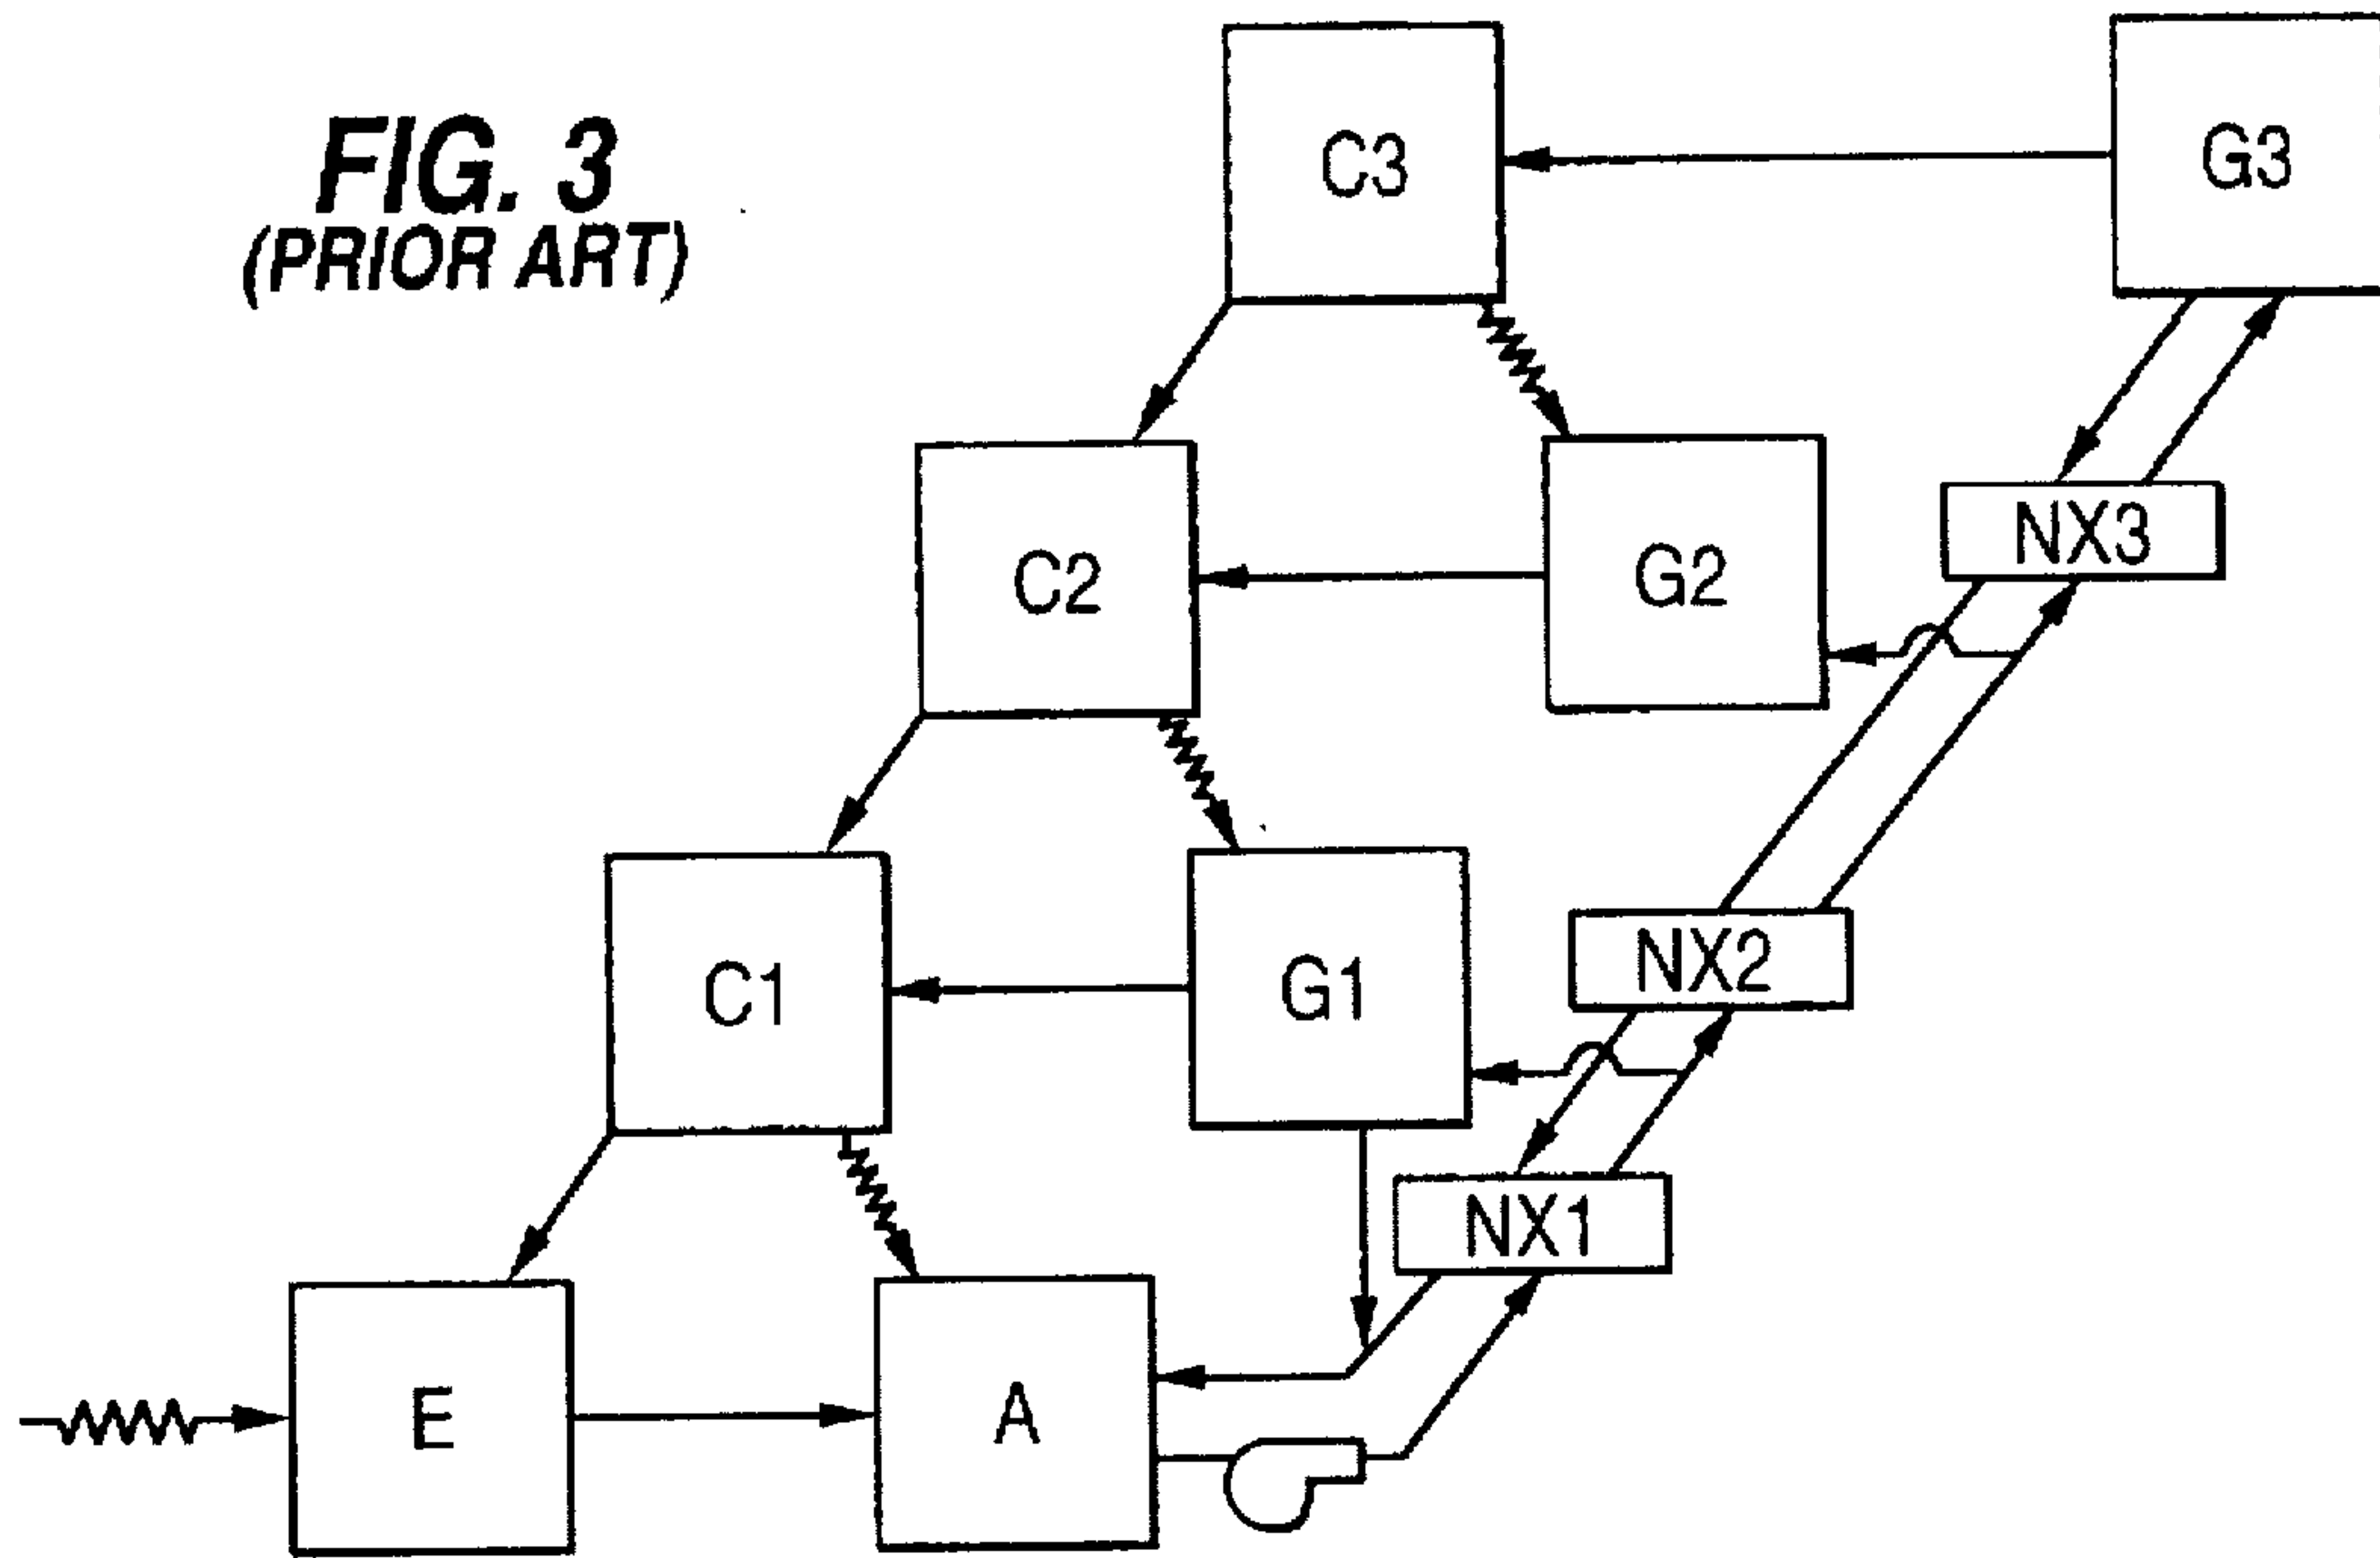 FIG. 3
(PRIOR ART)
C3
G3
C2
G2
NX3
C1
G1
NX2
NX1
E
A